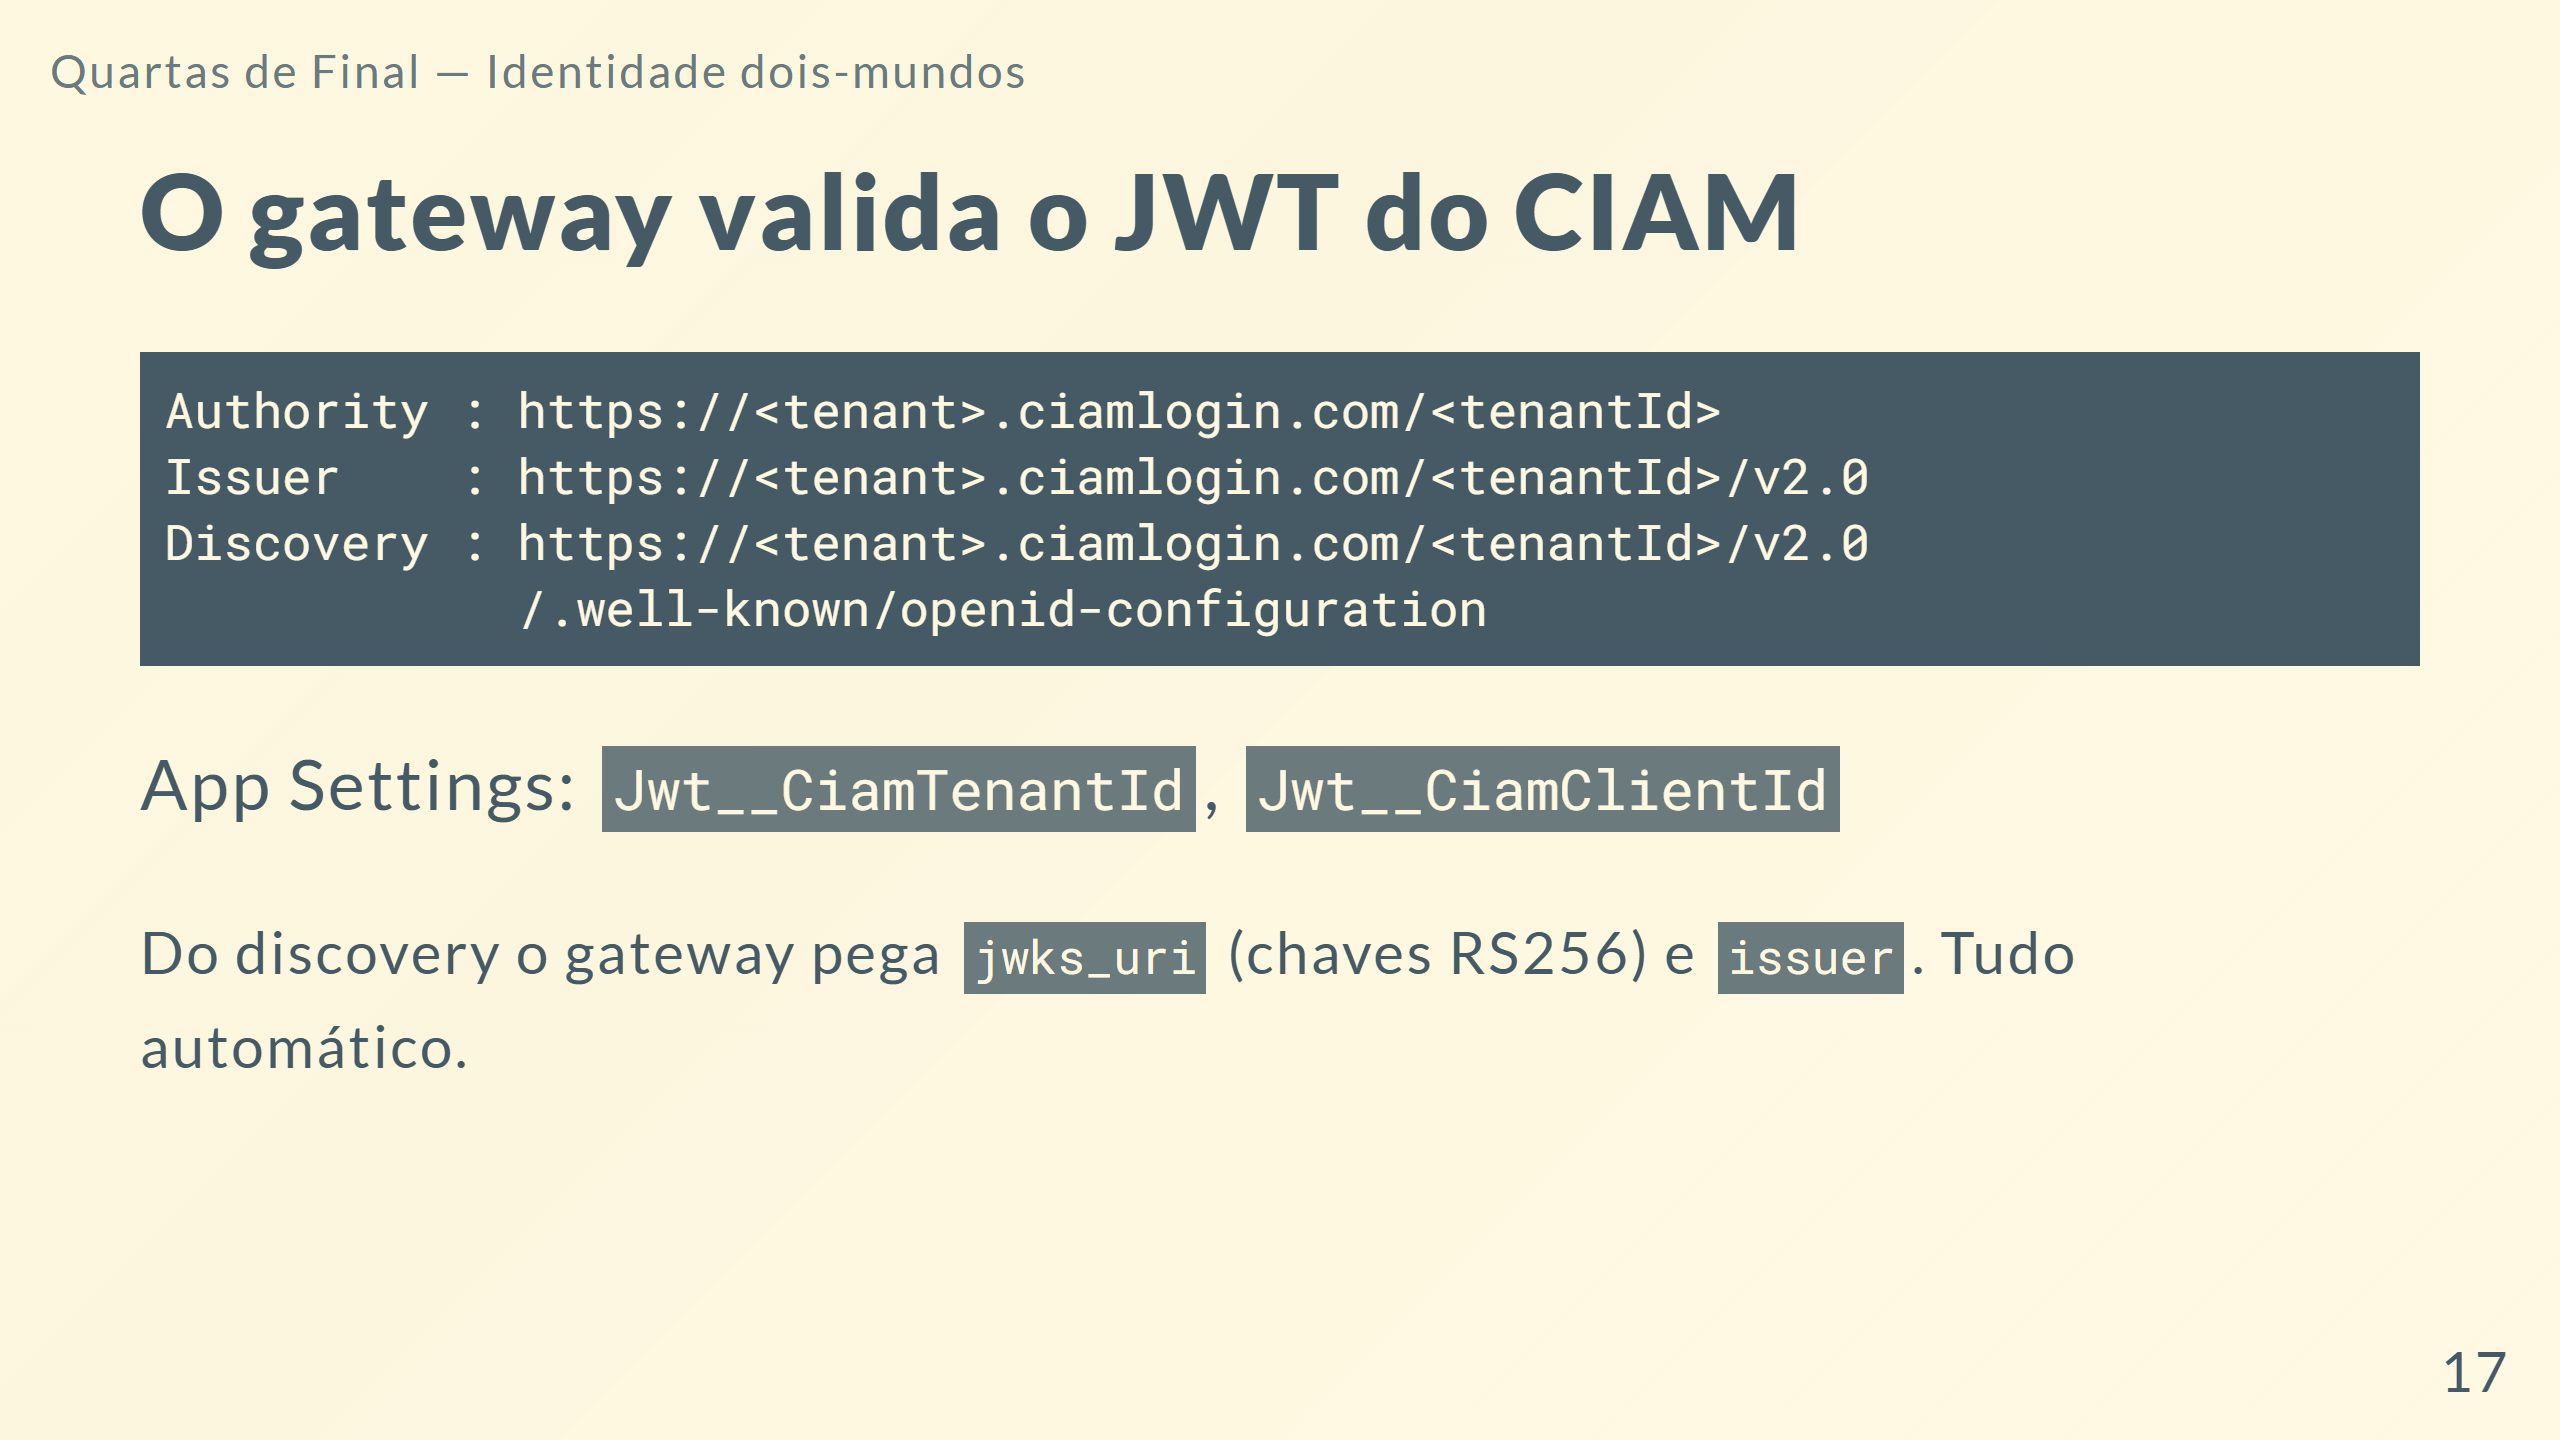 Quartas de Final — Identidade dois-mundos
O gateway valida o JWT do CIAM
Authority : https://<tenant>.ciamlogin.com/<tenantId>
Issuer    : https://<tenant>.ciamlogin.com/<tenantId>/v2.0
Discovery : https://<tenant>.ciamlogin.com/<tenantId>/v2.0
            /.well-known/openid-configuration
App Settings: Jwt__CiamTenantId, Jwt__CiamClientId
Do discovery o gateway pega jwks_uri (chaves RS256) e issuer. Tudo
automático.
17